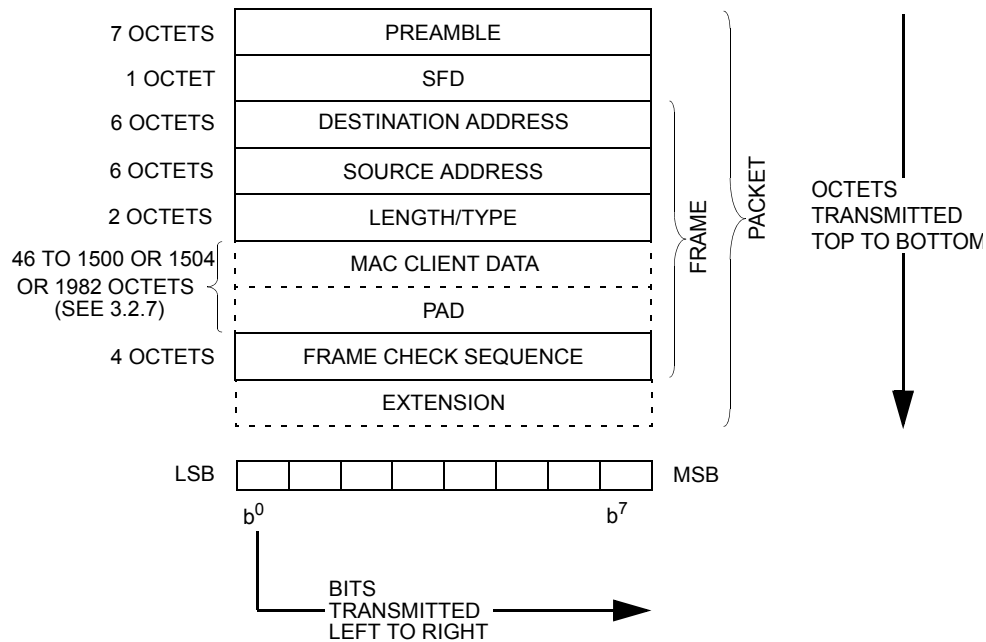 7 OCTETS PREAMBLE
1 OCTET SFD
6 OCTETS DESTINATION ADDRESS
6 OCTETS SOURCE ADDRESS
2 OCTETS LENGTH/TYPE
46 TO 1500 OR 1504
OR 1982 OCTETS
(SEE 3.2.7)
MAC CLIENT DATA
PAD
4 OCTETS FRAME CHECK SEQUENCE
EXTENSION
FRAME
PACKET
OCTETS
TRANSMITTED
TOP TO BOTTOM
LSB MSB
b0 b7
BITS
TRANSMITTED
LEFT TO RIGHT